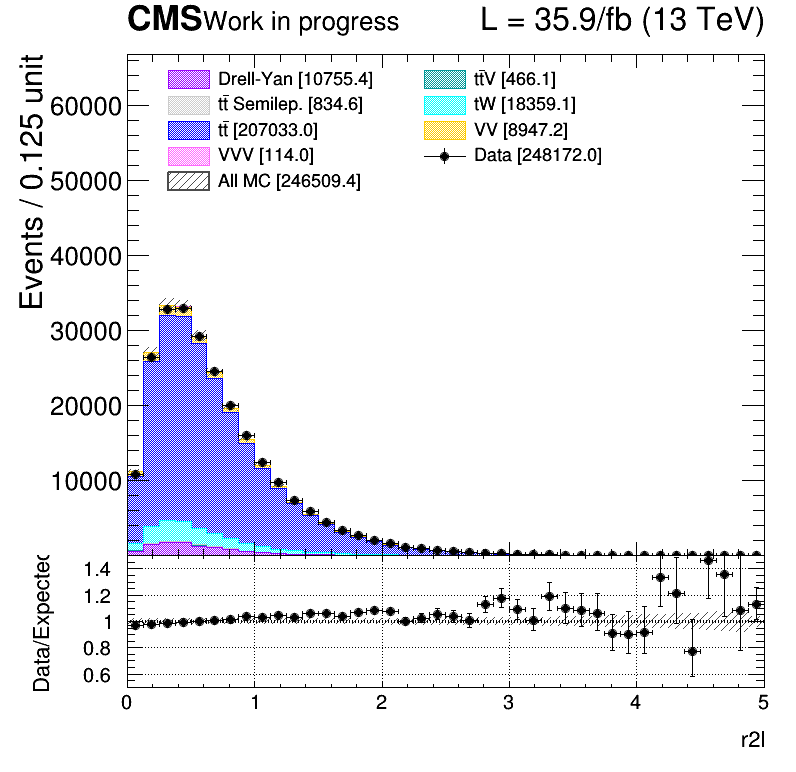 CMS Work in progress L = 35.9/fb (13 TeV)
Drell-Yan [10755.4] tt̄V [466.1]
tt̄ Semilep. [834.6] tW [18359.1]
tt̄ [207033.0] VV [8947.2]
VVV [114.0] Data [248172.0]
All MC [246509.4]
Events / 0.125 unit
60000
50000
40000
30000
20000
10000
Data/Expected
1.4
1.2
1
0.8
0.6
0 1 2 3 4 5
r2l